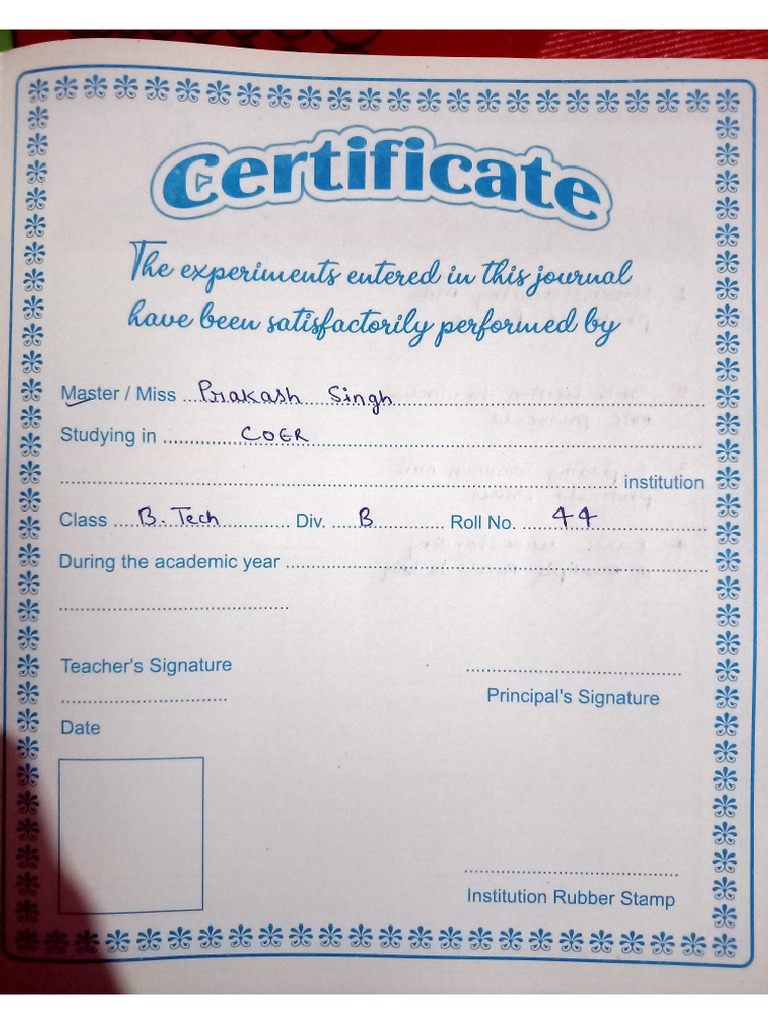 Certificate
The experiments entered in this journal
have been satisfactorily performed by
Master / Miss Prakash Singh
Studying in COER
institution
Class B. Tech Div. B Roll No. 44
During the academic year
Teacher's Signature
Principal's Signature
Date
Institution Rubber Stamp